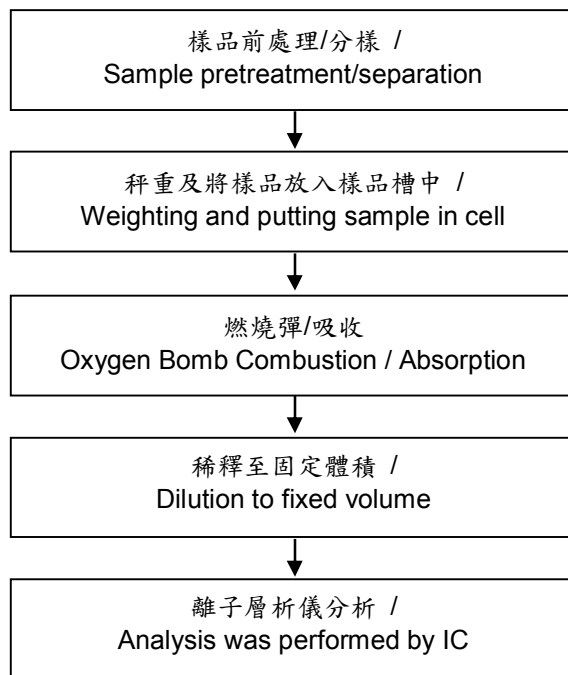 樣品前處理/分樣 /
Sample pretreatment/separation
秤重及將樣品放入樣品槽中 /
Weighting and putting sample in cell
燃燒彈/吸收
Oxygen Bomb Combustion / Absorption
稀釋至固定體積 /
Dilution to fixed volume
離子層析儀分析 /
Analysis was performed by IC